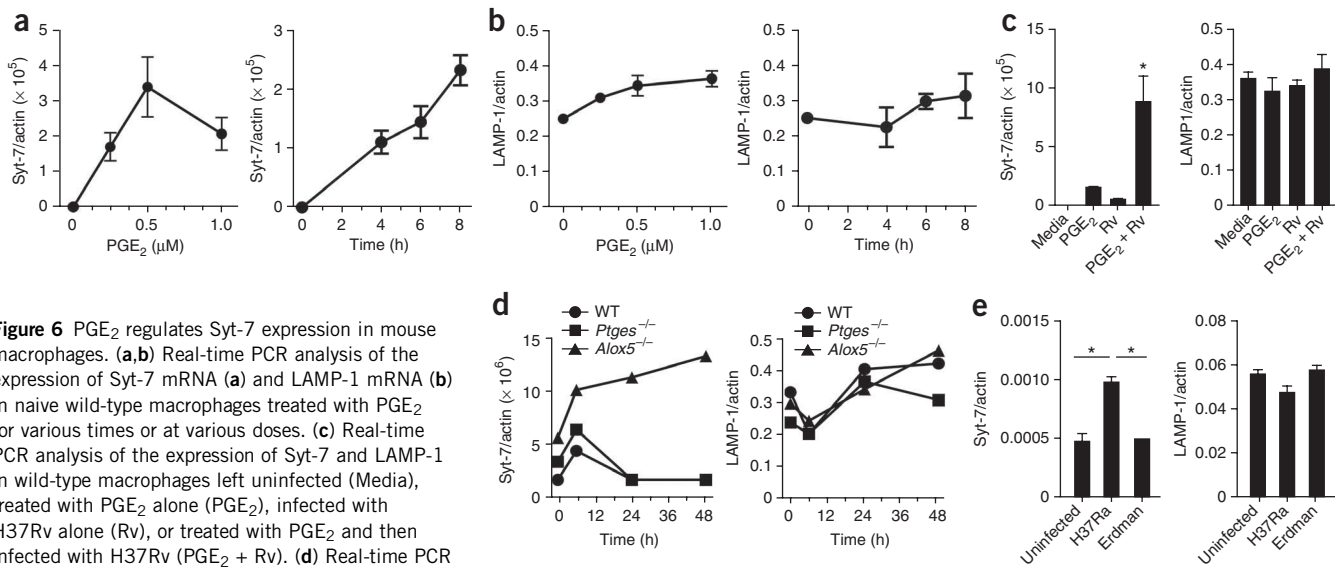 a
5
4
3
2
1
0
Syt-7/actin (× 10⁵)
0 0.5 1.0
PGE₂ (μM)
3
2
1
0
Syt-7/actin (× 10⁵)
0 2 4 6 8
Time (h)
b
0.5
0.4
0.3
0.2
0.1
0
LAMP-1/actin
0 0.5 1.0
PGE₂ (μM)
0.5
0.4
0.3
0.2
0.1
0
LAMP-1/actin
0 2 4 6 8
Time (h)
c
15
10
5
0
Syt-7/actin (× 10⁵)
*
Media
PGE₂
Rv
PGE₂ + Rv
0.5
0.4
0.3
0.2
0.1
0
LAMP1/actin
Media
PGE₂
Rv
PGE₂ + Rv
Figure 6 PGE₂ regulates Syt-7 expression in mouse
macrophages. (a,b) Real-time PCR analysis of the
expression of Syt-7 mRNA (a) and LAMP-1 mRNA (b)
in naive wild-type macrophages treated with PGE₂
for various times or at various doses. (c) Real-time
PCR analysis of the expression of Syt-7 and LAMP-1
in wild-type macrophages left uninfected (Media),
treated with PGE₂ alone (PGE₂), infected with
H37Rv alone (Rv), or treated with PGE₂ and then
infected with H37Rv (PGE₂ + Rv). (d) Real-time PCR
d
WT
Ptges⁻/⁻
Alox5⁻/⁻
15
10
5
0
Syt-7/actin (× 10⁶)
0 12 24 36 48
Time (h)
WT
Ptges⁻/⁻
Alox5⁻/⁻
0.5
0.4
0.3
0.2
0.1
0
LAMP-1/actin
0 12 24 36 48
Time (h)
e
0.0015
0.0010
0.0005
0
Syt-7/actin
* *
Uninfected
H37Ra
Erdman
0.08
0.06
0.04
0.02
0
LAMP-1/actin
Uninfected
H37Ra
Erdman